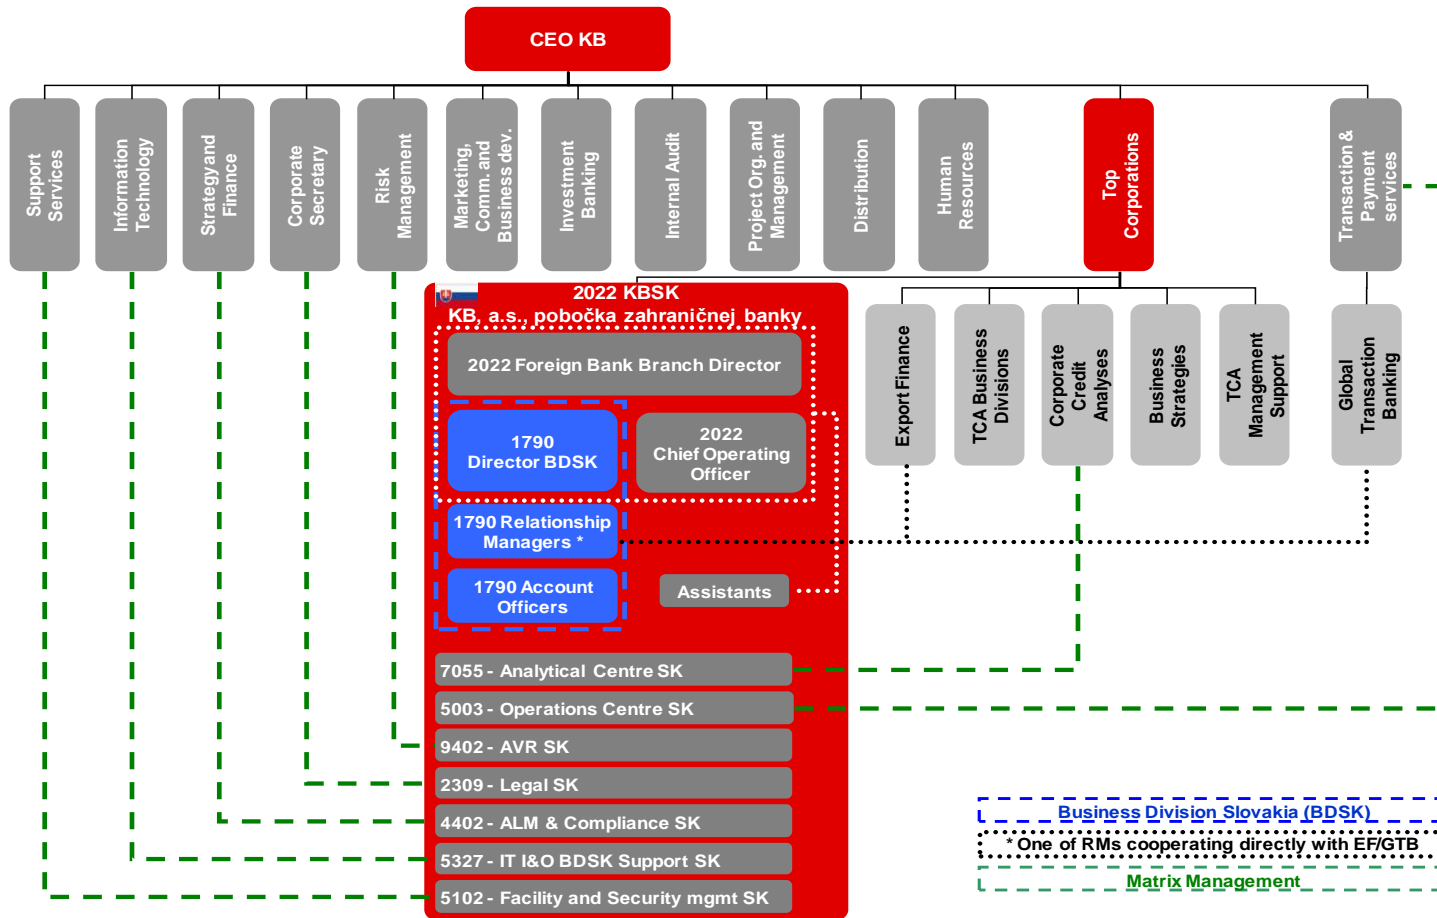 CEO KB
Support
Services
Information
Technology
Strategy and
Finance
Corporate
Secretary
Risk
Management
Marketing,
Comm. and
Business dev.
Investment
Banking
Internal Audit
Project Org. and
Management
Distribution
Human
Resources
Top
Corporations
Transaction &
Payment
services
2022 KBSK
KB, a.s., pobočka zahraničnej banky
2022 Foreign Bank Branch Director
1790
Director BDSK
2022
Chief Operating
Officer
1790 Relationship
Managers *
1790 Account
Officers
Assistants
Export Finance
TCA Business
Divisions
Corporate
Credit
Analyses
Business
Strategies
TCA
Management
Support
Global
Transaction
Banking
7055 - Analytical Centre SK
5003 - Operations Centre SK
9402 - AVR SK
2309 - Legal SK
4402 - ALM & Compliance SK
5327 - IT I&O BDSK Support SK
5102 - Facility and Security mgmt SK
Business Division Slovakia (BDSK)
* One of RMs cooperating directly with EF/GTB
Matrix Management